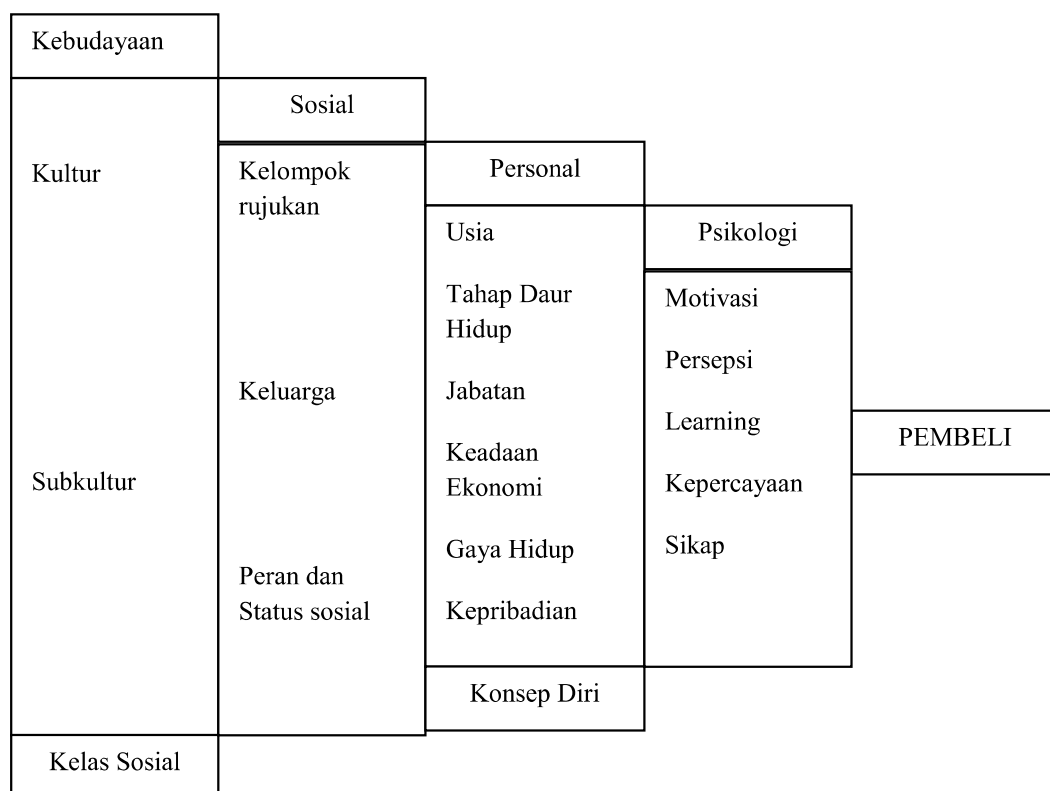 Kebudayaan
Kultur
Subkultur
Kelas Sosial
Sosial
Kelompok
rujukan
Keluarga
Peran dan
Status sosial
Personal
Usia
Tahap Daur
Hidup
Jabatan
Keadaan
Ekonomi
Gaya Hidup
Kepribadian
Konsep Diri
Psikologi
Motivasi
Persepsi
Learning
Kepercayaan
Sikap
PEMBELI